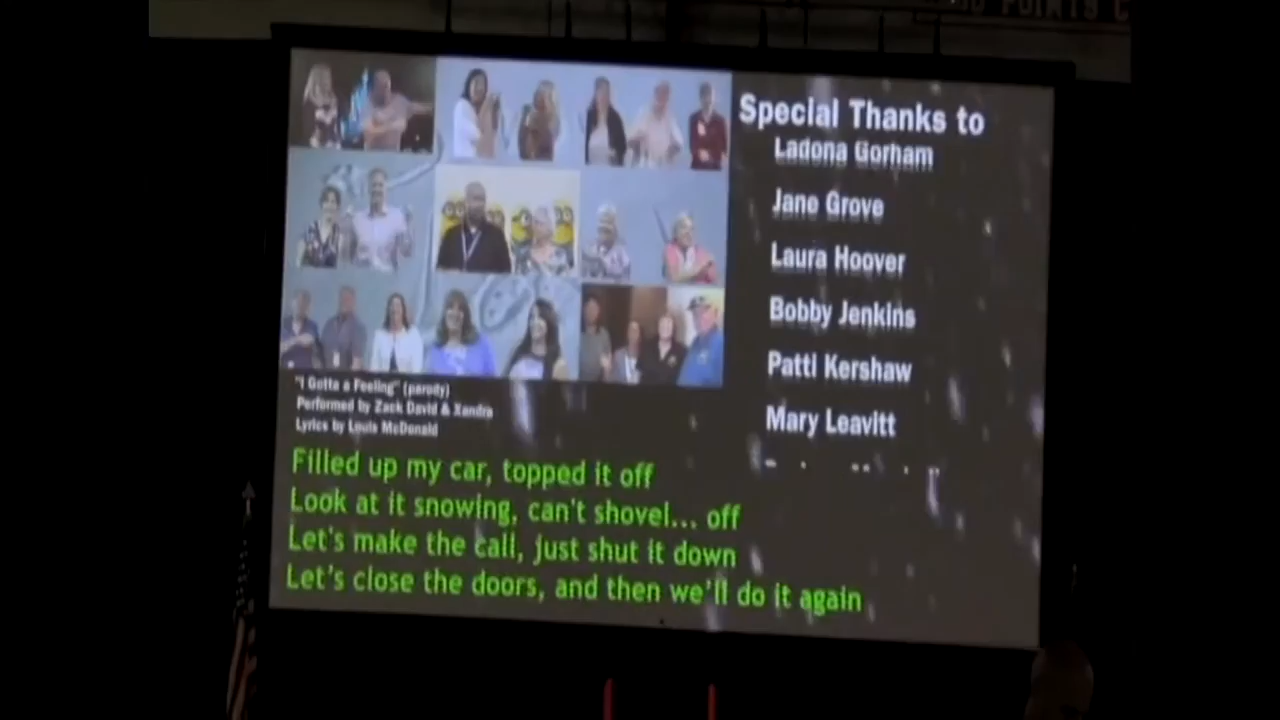 POINTS
Special Thanks to
Ladona Gorham
Jane Grove
Laura Hoover
Bobby Jenkins
Patti Kershaw
Mary Leavitt
"I Gotta a Feeling" (parody)
Performed by Zack David & Xandra
Lyrics by Louis McDonald
Filled up my car, topped it off
Look at it snowing, can't shovel... off
Let's make the call, just shut it down
Let's close the doors, and then we'll do it again